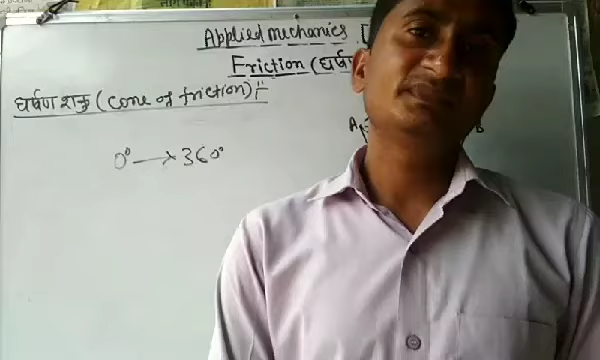 Applied mechanics [
Friction (घर्ष
घर्षण शंकु (Cone of friction):-
A B
0° → 360°